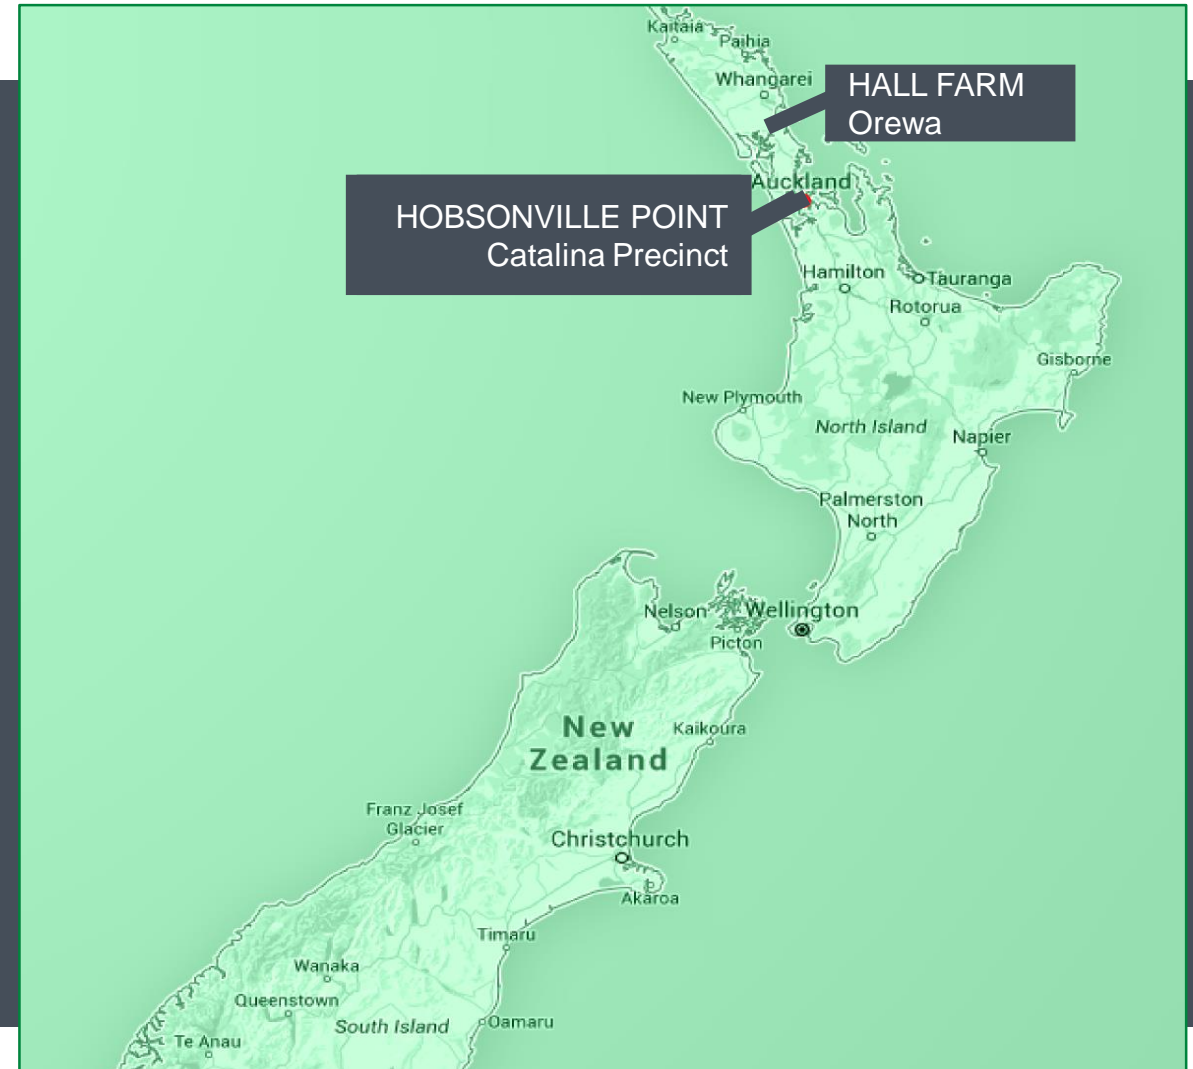 Kaitaia
Paihia
Whangarei
HALL FARM
Orewa
Auckland
HOBSONVILLE POINT
Catalina Precinct
Hamilton
Tauranga
Rotorua
Gisborne
New Plymouth
North Island
Napier
Palmerston
North
Nelson
Wellington
Picton
New
Zealand
Kaikoura
Franz Josef
Glacier
Christchurch
Akaroa
Timaru
Wanaka
Queenstown
South Island
Oamaru
Te Anau